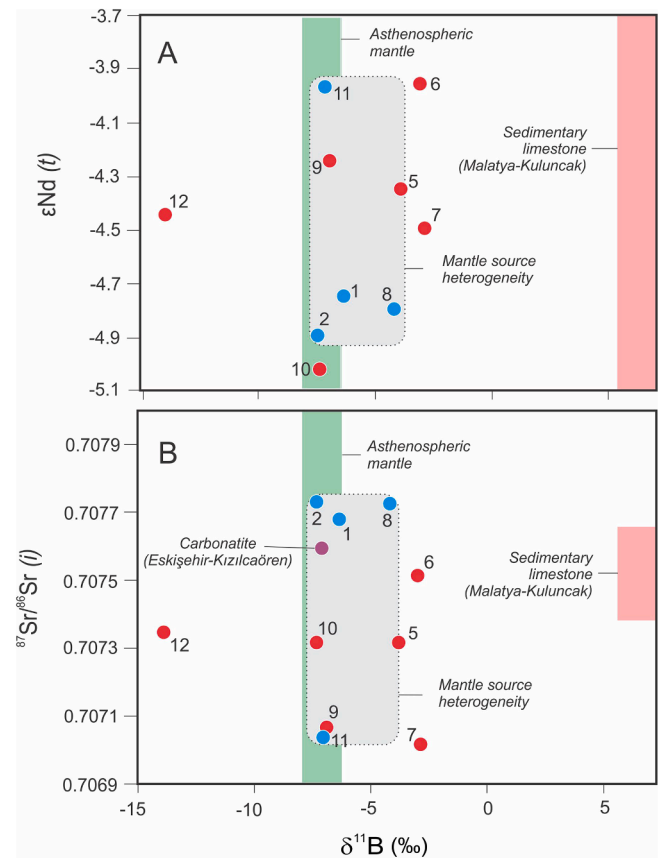 -3.7
A
Asthenospheric
mantle
-3.9
11
6
-4.1
Sedimentary
limestone
(Malatya-Kuluncak)
9
-4.3
5
12
7
-4.5
εNd (t)
Mantle source
heterogeneity
-4.7
1
8
2
-4.9
10
-5.1
B
Asthenospheric
mantle
0.7079
0.7077
2
1
8
Carbonatite
(Eskişehir-Kızılcaören)
6
Sedimentary
limestone
(Malatya-Kuluncak)
0.7075
⁸⁷Sr/⁸⁶Sr (i)
10
5
12
0.7073
Mantle source
heterogeneity
9
0.7071
11
7
0.7069
-15
-10
-5
0
5
δ¹¹B (‰)